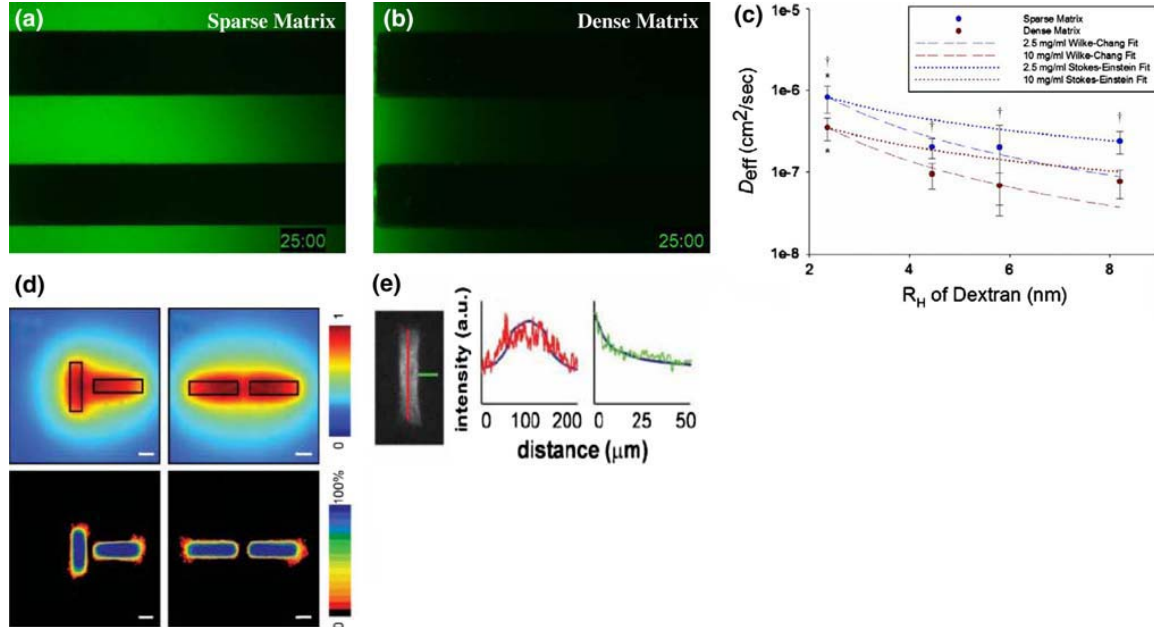 (a) Sparse Matrix
25:00
(b) Dense Matrix
25:00
(c)
1e-5
1e-6
1e-7
1e-8
Deff (cm2/sec)
Sparse Matrix
Dense Matrix
2.5 mg/ml Wilke-Chang Fit
10 mg/ml Wilke-Chang Fit
2.5 mg/ml Stokes-Einstein Fit
10 mg/ml Stokes-Einstein Fit
†
*
†
†
†
*
2 4 6 8
RH of Dextran (nm)
(d)
1
0
100%
0
(e)
intensity (a.u.)
0 100 200 0 25 50
distance (μm)